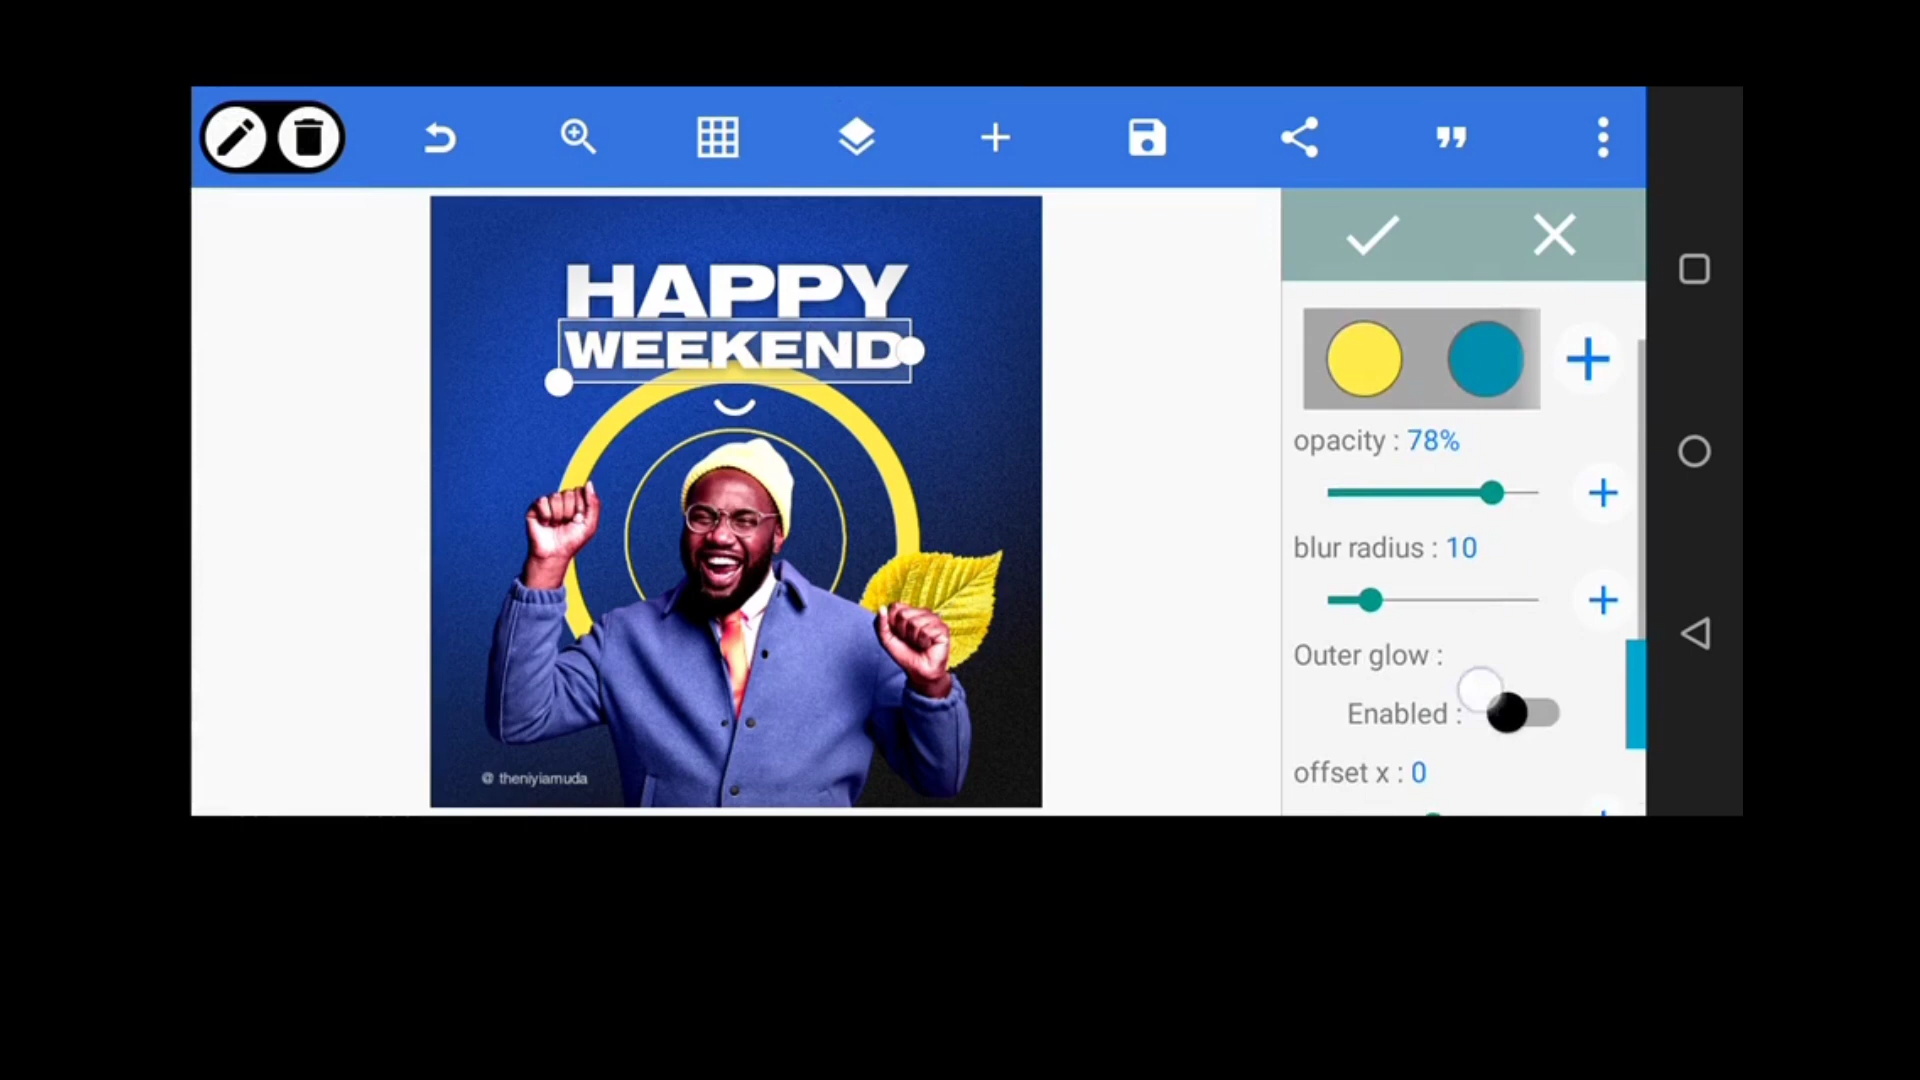 HAPPY
WEEKEND
@ theniyiamuda
opacity : 78%
blur radius : 10
Outer glow :
Enabled :
offset x : 0